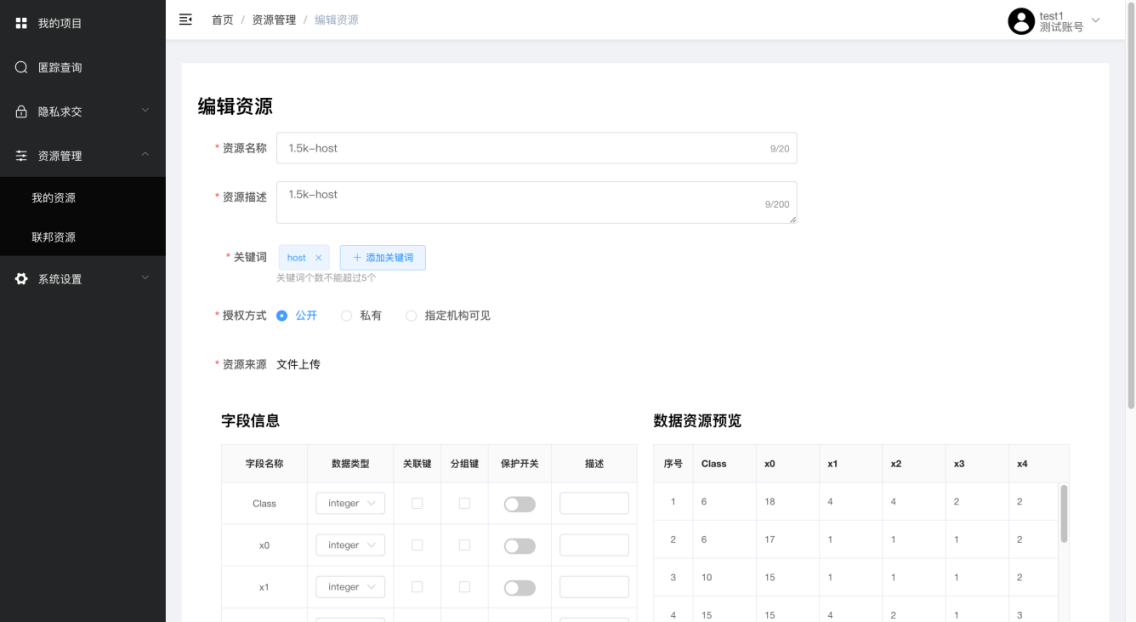 我的项目
匿踪查询
隐私求交
资源管理
我的资源
联邦资源
系统设置
首页 / 资源管理 / 编辑资源
test1
测试账号
编辑资源
* 资源名称 1.5k-host 9/20
* 资源描述 1.5k-host 9/200
* 关键词 host × + 添加关键词
关键词个数不能超过5个
* 授权方式 公开 私有 指定机构可见
* 资源来源 文件上传
字段信息
字段名称 数据类型 关联键 分组键 保护开关 描述
Class integer
x0 integer
x1 integer
数据资源预览
序号 Class x0 x1 x2 x3 x4
1 6 18 4 4 2 2
2 6 17 1 1 1 2
3 10 15 1 1 1 2
4 15 15 4 2 1 3